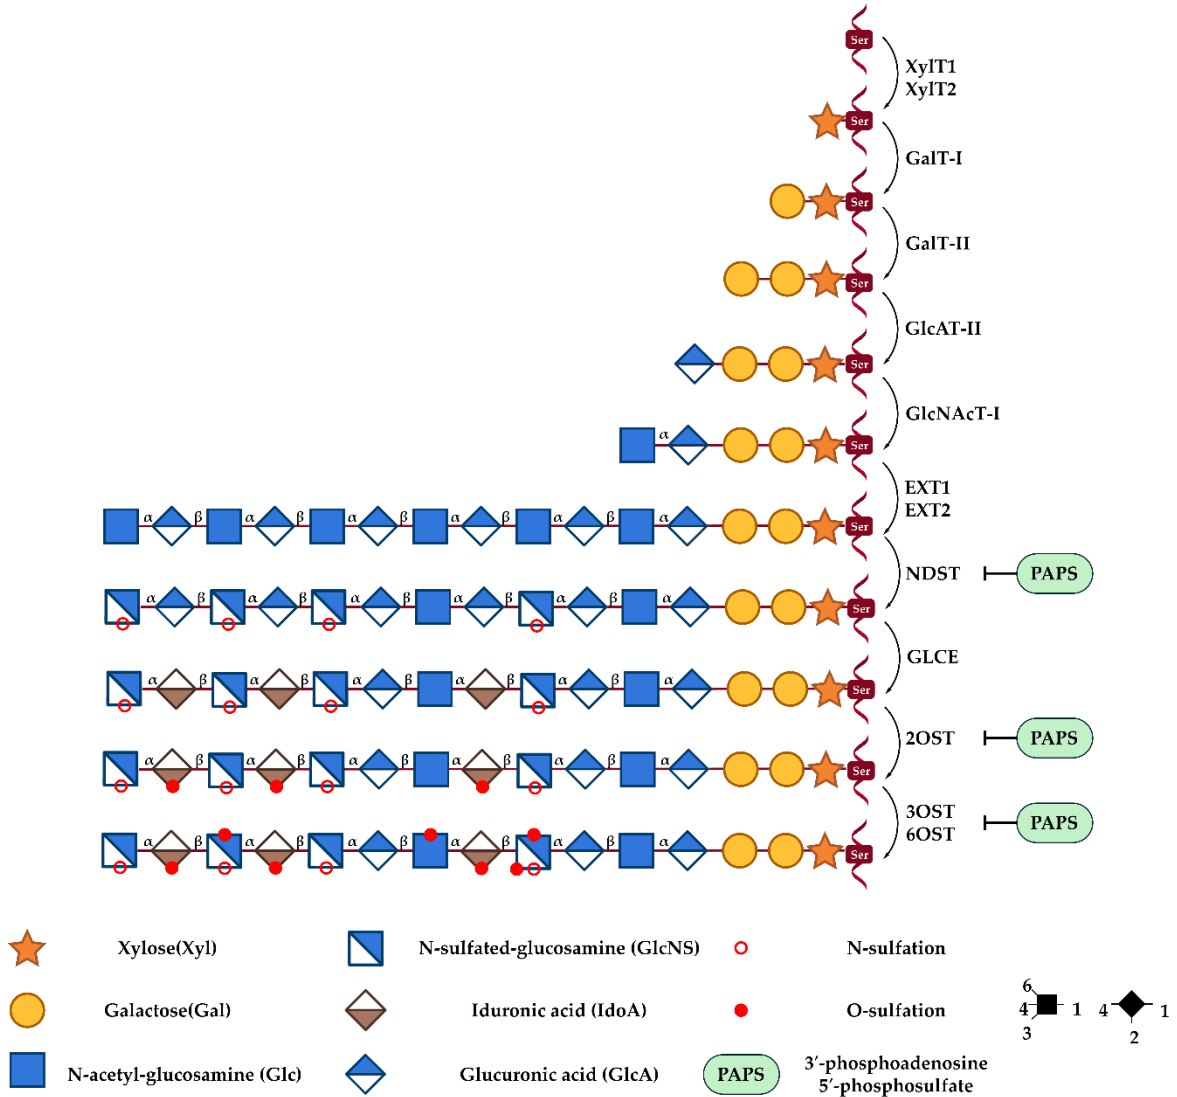 Ser
XylT1
XylT2
Ser
GalT-I
Ser
GalT-II
Ser
GlcAT-II
Ser
GlcNAcT-I
α
Ser
EXT1
EXT2
α β α β α β α β α β α
Ser
NDST
PAPS
α β α β α β α β α β α
Ser
GLCE
α β α β α β α β α β α
Ser
2OST
PAPS
α β α β α β α β α β α
Ser
3OST
6OST
PAPS
α β α β α β α β α β α
Ser
Xylose(Xyl)
N-sulfated-glucosamine (GlcNS)
N-sulfation
Galactose(Gal)
Iduronic acid (IdoA)
O-sulfation
6
4 1
3
4 1
2
N-acetyl-glucosamine (Glc)
Glucuronic acid (GlcA)
PAPS
3′-phosphoadenosine
5′-phosphosulfate